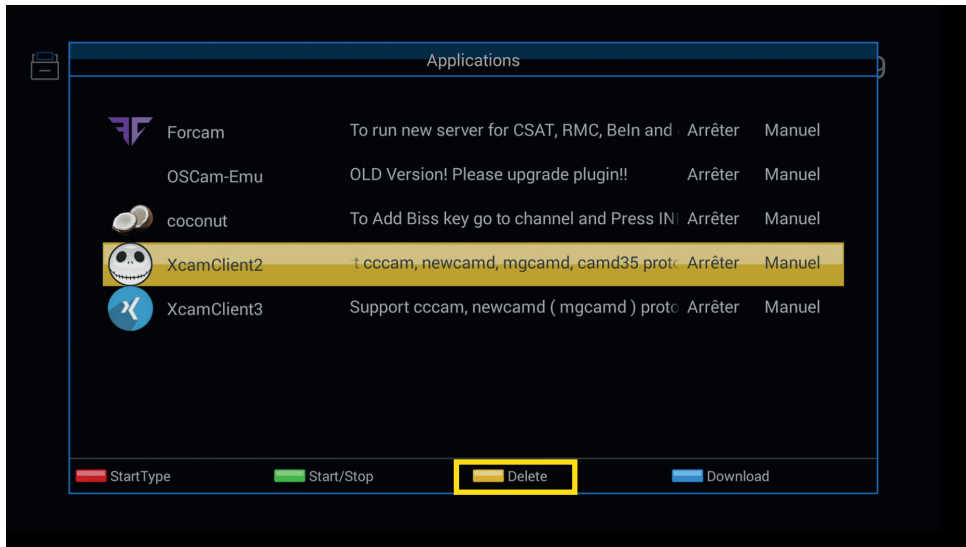 Applications
Forcam To run new server for CSAT, RMC, BeIn and Arrêter Manuel
OSCam-Emu OLD Version! Please upgrade plugin!! Arrêter Manuel
coconut To Add Biss key go to channel and Press IN Arrêter Manuel
XcamClient2 t cccam, newcamd, mgcamd, camd35 proto Arrêter Manuel
XcamClient3 Support cccam, newcamd ( mgcamd ) proto Arrêter Manuel
StartType Start/Stop Delete Download